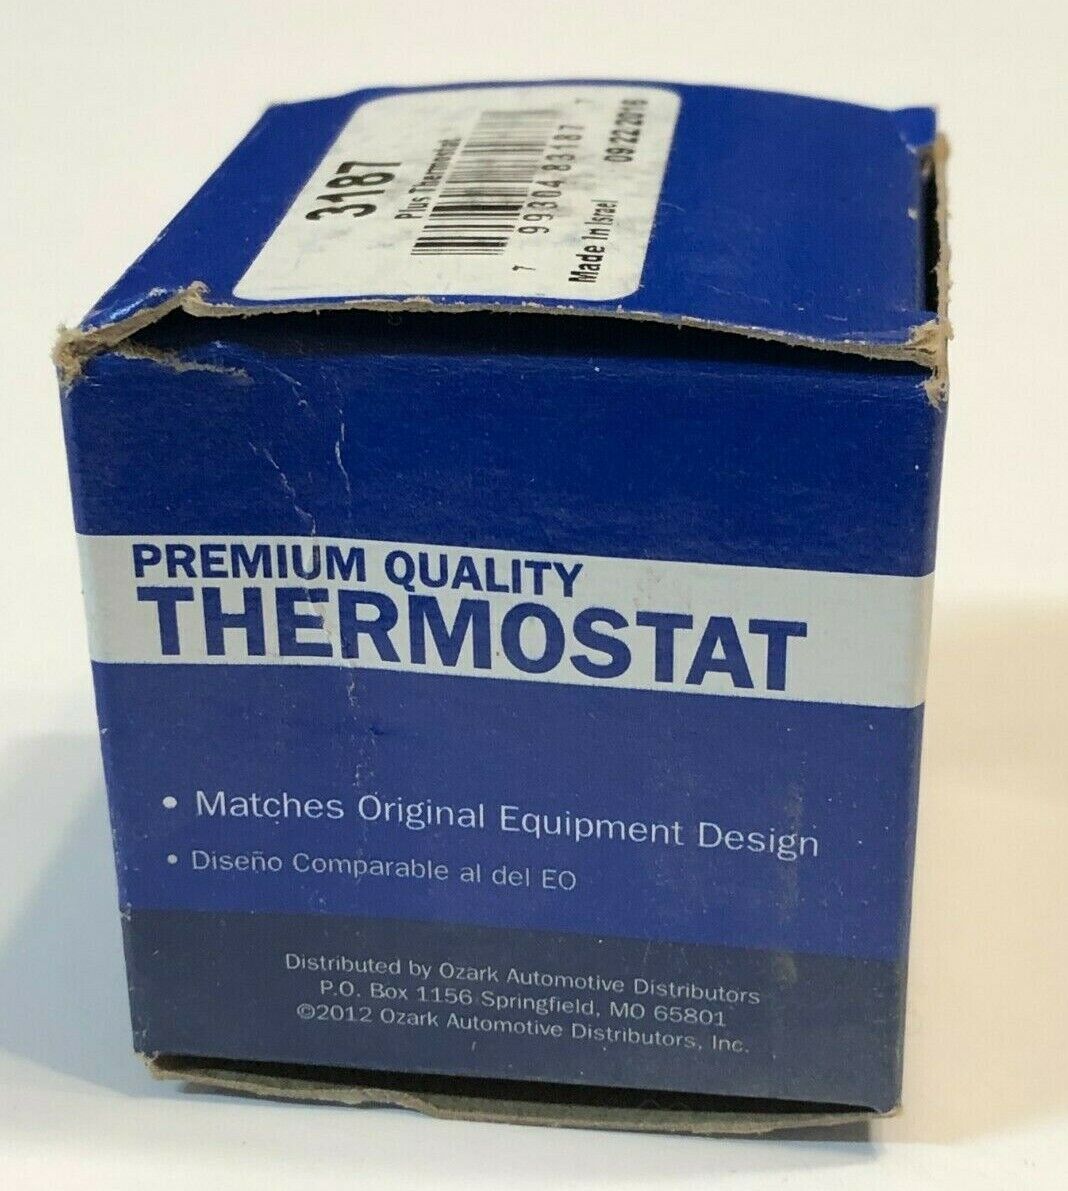 3187
Plus Thermostat
7 99304 83187 7
Made In Israel 09 22 2016
PREMIUM QUALITY
THERMOSTAT
• Matches Original Equipment Design
• Diseño Comparable al del EO
Distributed by Ozark Automotive Distributors
P.O. Box 1156 Springfield, MO 65801
©2012 Ozark Automotive Distributors, Inc.